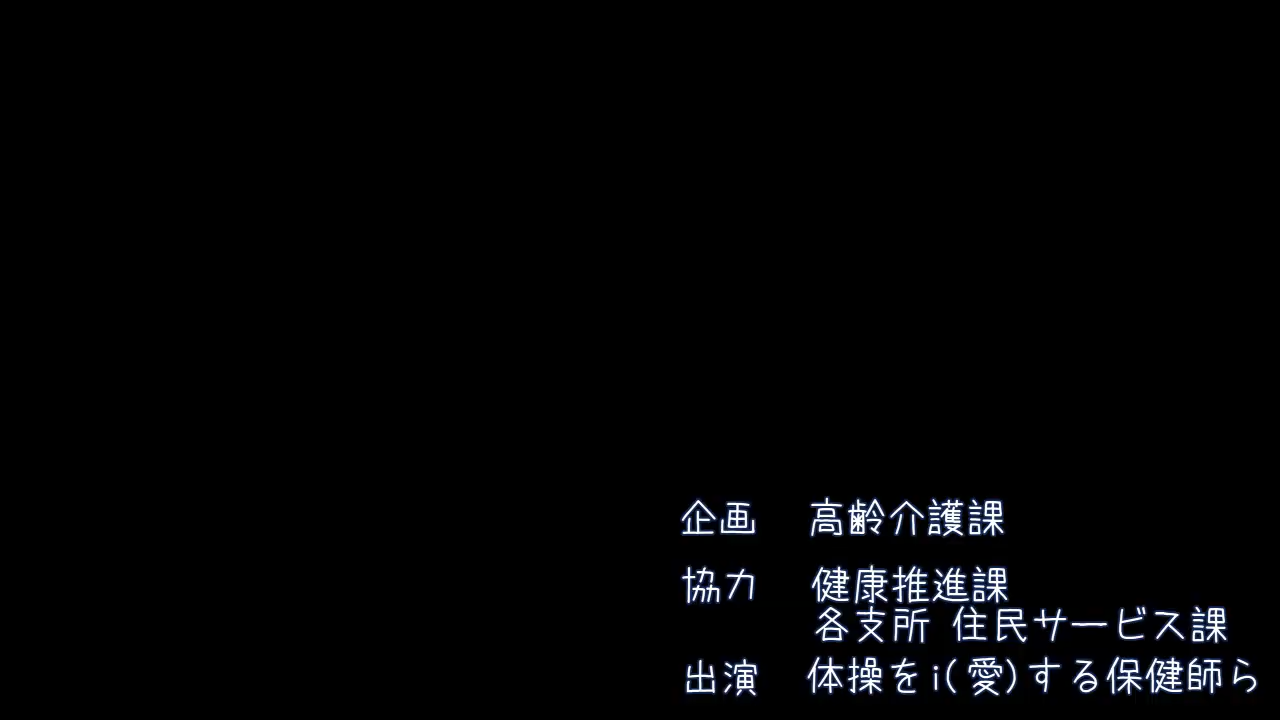 企画　高齢介護課
協力　健康推進課
各支所 住民サービス課
出演　体操をi(愛)する保健師ら